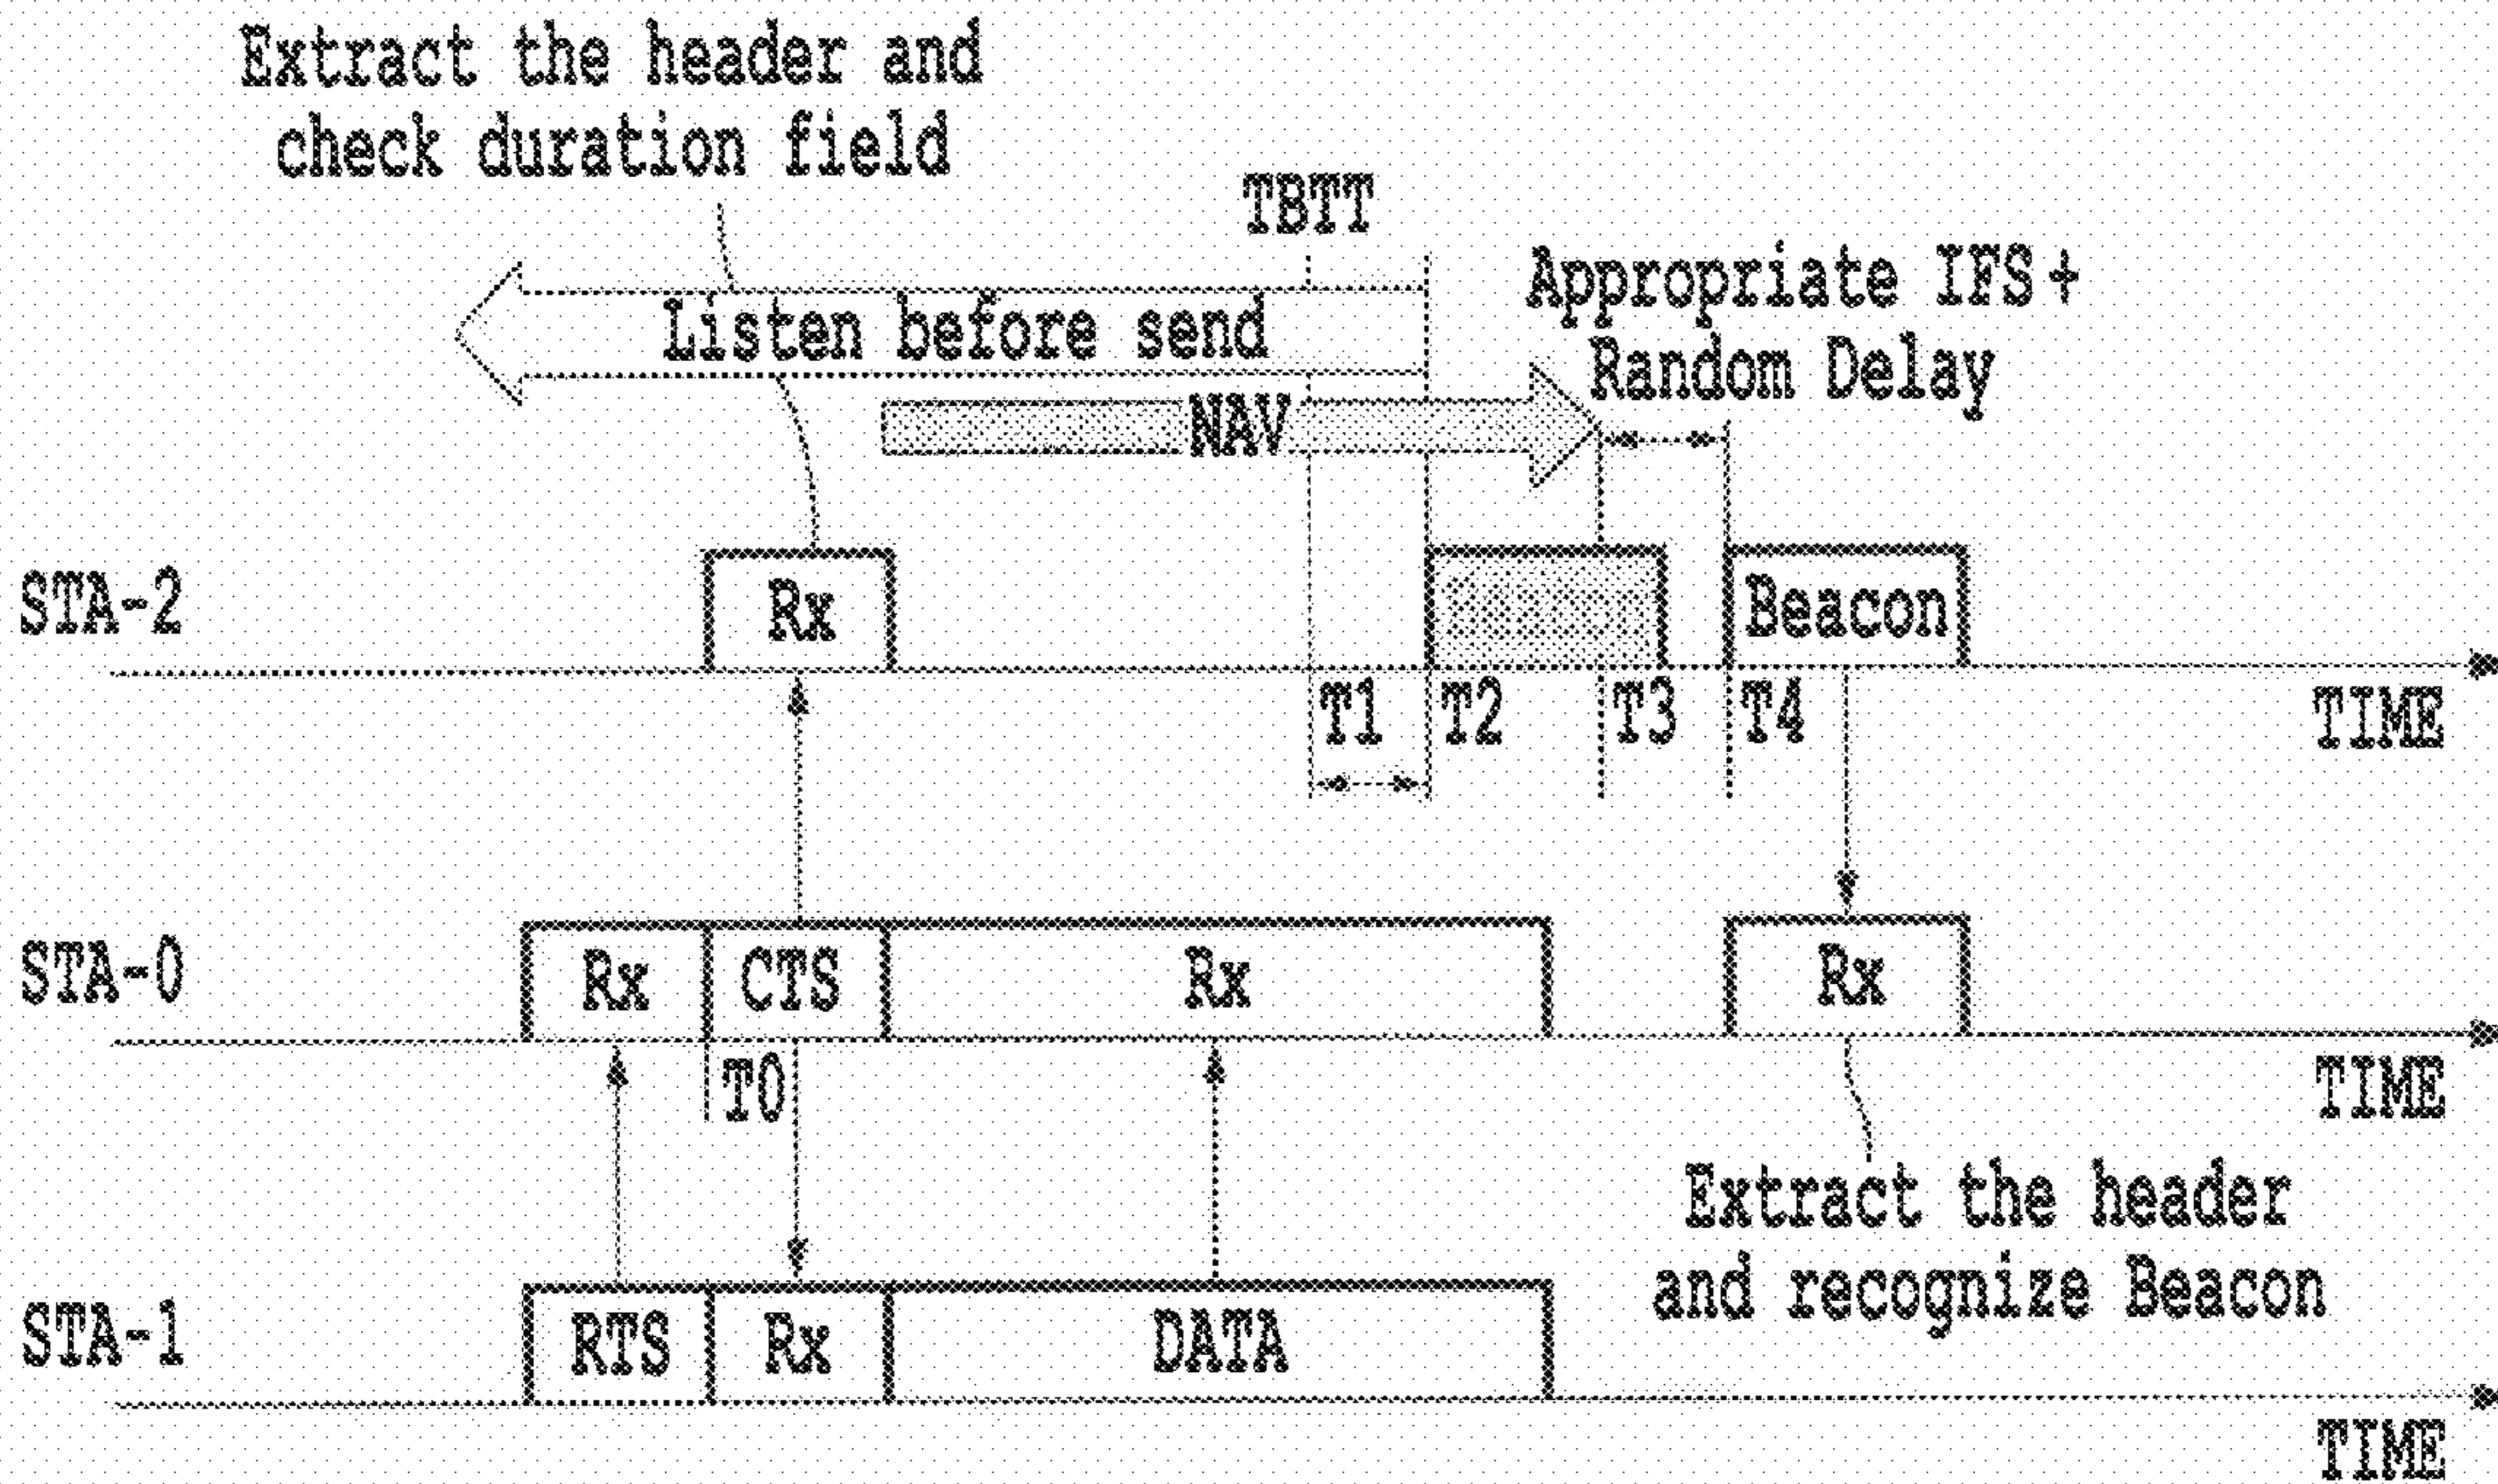 Extract the header and
check duration field
TBTT
Appropriate IFS +
Random Delay
Listen before send
NAV
STA-2
Rx
Beacon
T1
T2
T3
T4
TIME
STA-0
Rx
CTS
Rx
Rx
T0
TIME
Extract the header
and recognize Beacon
STA-1
RTS
Rx
DATA
TIME